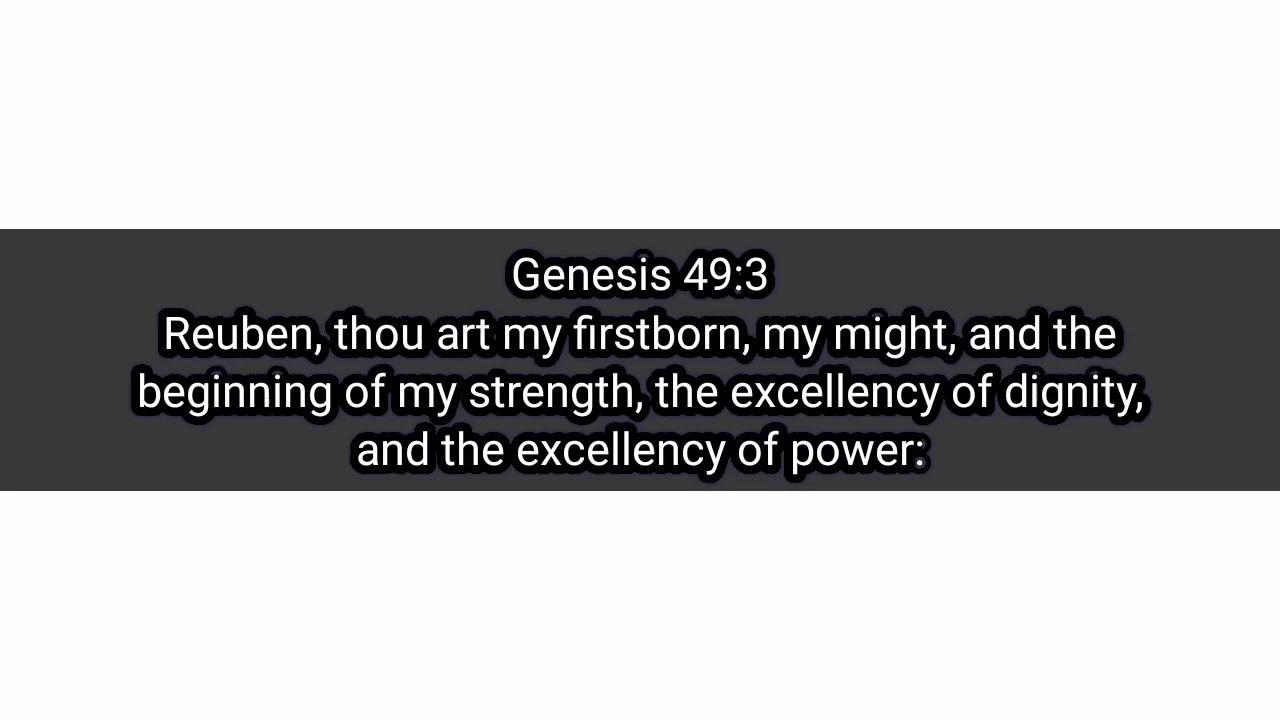 Genesis 49:3
Reuben, thou art my firstborn, my might, and the
beginning of my strength, the excellency of dignity,
and the excellency of power: